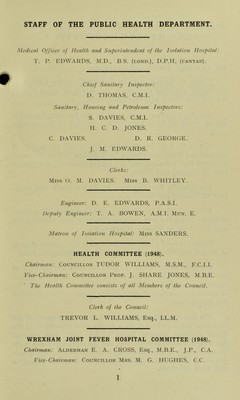 STAFF OF THE PUBLIC HEALTH DEPARTMENT.
Medical Officer of Health and Superintendent of the Isolation Hospital:
T. P. EDWARDS, M.D., B.S. (LOND.), D.P.H. (CANTAB).
Chief Sanitary Inspector:
D. THOMAS, C.M.I.
Sanitary, Housing and Petroleum Inspectors:
S. DAVIES, C.M.I.
H. C. D. JONES.
C. DAVIES. D. R. GEORGE.
J. M. EDWARDS.
Clerks:
MISS O. M. DAVIES. MISS B. WHITLEY.
Engineer: D. E. EDWARDS, P.A.S.I.
Deputy Engineer: T. A. BOWEN, A.M.I. MUN. E.
Matron of Isolation Hospital: MISS SANDERS.
HEALTH COMMITTEE (1948).
Chairman: COUNCILLOR TUDOR WILLIAMS, M.S.M., F.C.I.I.
Vice-Chairman: COUNCILLOR PROF. J. SHARE JONES, M.B.E.
The Health Committee consists of all Members of the Council.
Clerk of the Council:
TREVOR L. WILLIAMS, Esq., LL.M.
WREXHAM JOINT FEVER HOSPITAL COMMITTEE (1948).
Chairman: ALDERMAN E. A. CROSS, Esq., M.B.E., J.P., C.A.
Vice-Chairman: COUNCILLOR MRS. M. G. HUGHES, C.C.
1